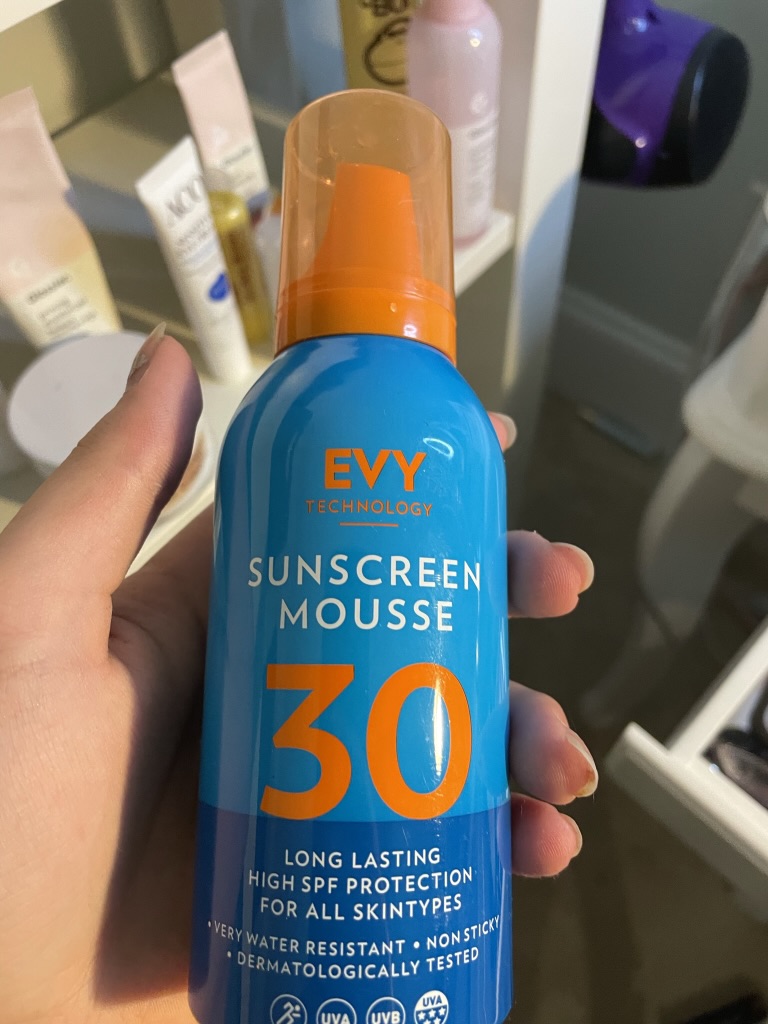 EVY
TECHNOLOGY
SUNSCREEN
MOUSSE
30
LONG LASTING
HIGH SPF PROTECTION
FOR ALL SKINTYPES
• VERY WATER RESISTANT • NON STICKY
• DERMATOLOGICALLY TESTED
UVA
UVB
UVA
ACO